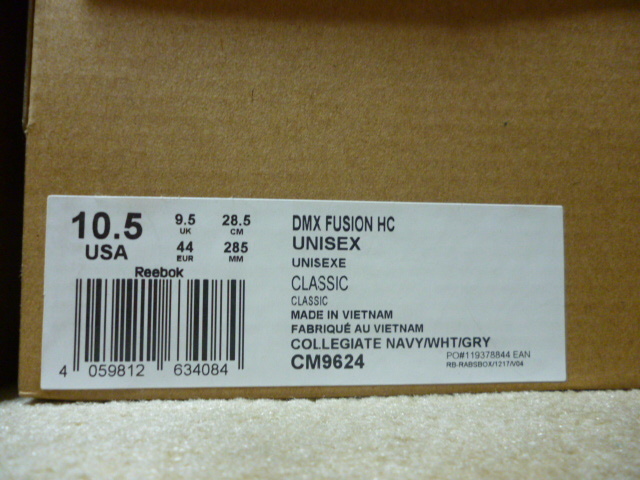 10.5 9.5 28.5
UK CM
USA 44 285
EUR MM
Reebok
4 059812 634084
DMX FUSION HC
UNISEX
UNISEXE
CLASSIC
CLASSIC
MADE IN VIETNAM
FABRIQUÉ AU VIETNAM
COLLEGIATE NAVY/WHT/GRY
CM9624 PO#119378844 EAN
RB-RABSBOX/1217/V04